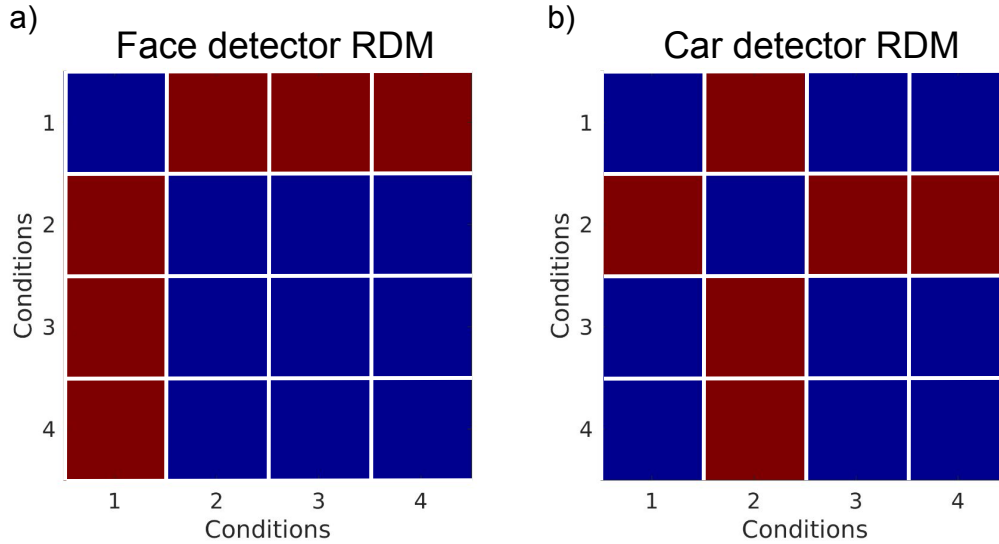 a)
Face detector RDM
1
2
3
4
Conditions
1 2 3 4
Conditions
b)
Car detector RDM
1
2
3
4
Conditions
1 2 3 4
Conditions